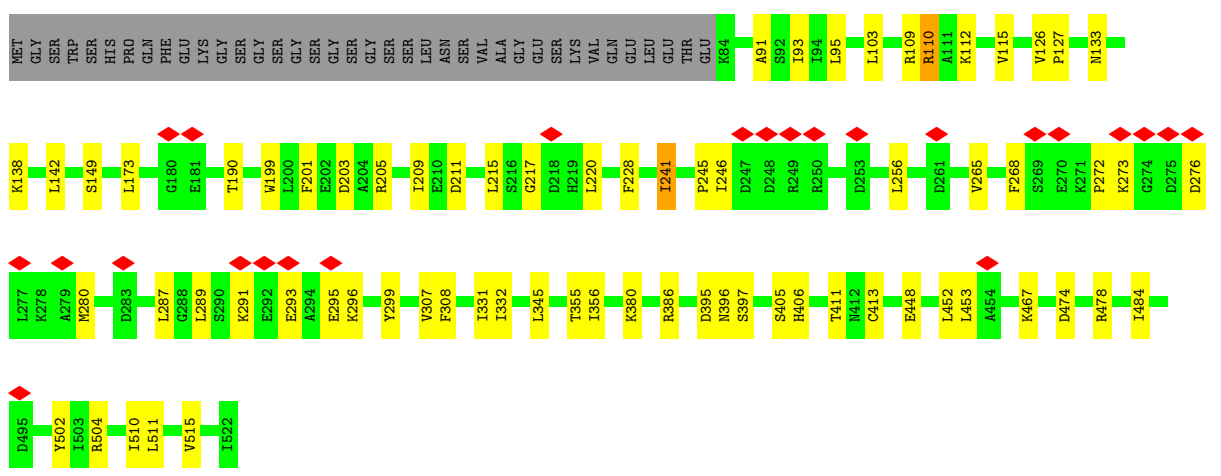 MET GLY SER TRP SER HIS PRO GLN PHE GLU LYS GLY SER GLY SER GLY SER GLY SER GLY SER SER LEU ASN SER VAL ALA GLY GLU SER LYS VAL GLN GLU LEU GLU THR GLU K84 A91 S92 I93 I94 L95 L103 R109 R110 A111 K112 V115 V126 P127 N133
K138 L142 S149 L173 G180 E181 T190 W199 L200 F201 E202 D203 A204 R205 I209 E210 D211 L215 S216 G217 D218 H219 L220 F228 I241 P245 I246 D247 D248 R249 R250 D253 L256 D261 V265 F268 S269 E270 K271 P272 K273 G274 D275 D276
L277 K278 A279 M280 D283 L287 G288 L289 S290 K291 E292 E293 A294 E295 K296 Y299 V307 F308 I331 I332 L345 T355 I356 K380 R386 D395 N396 S397 S405 H406 T411 N412 C413 E448 L452 L453 A454 K467 D474 R478 I484
D495 Y502 I503 R504 I510 L511 V515 I522